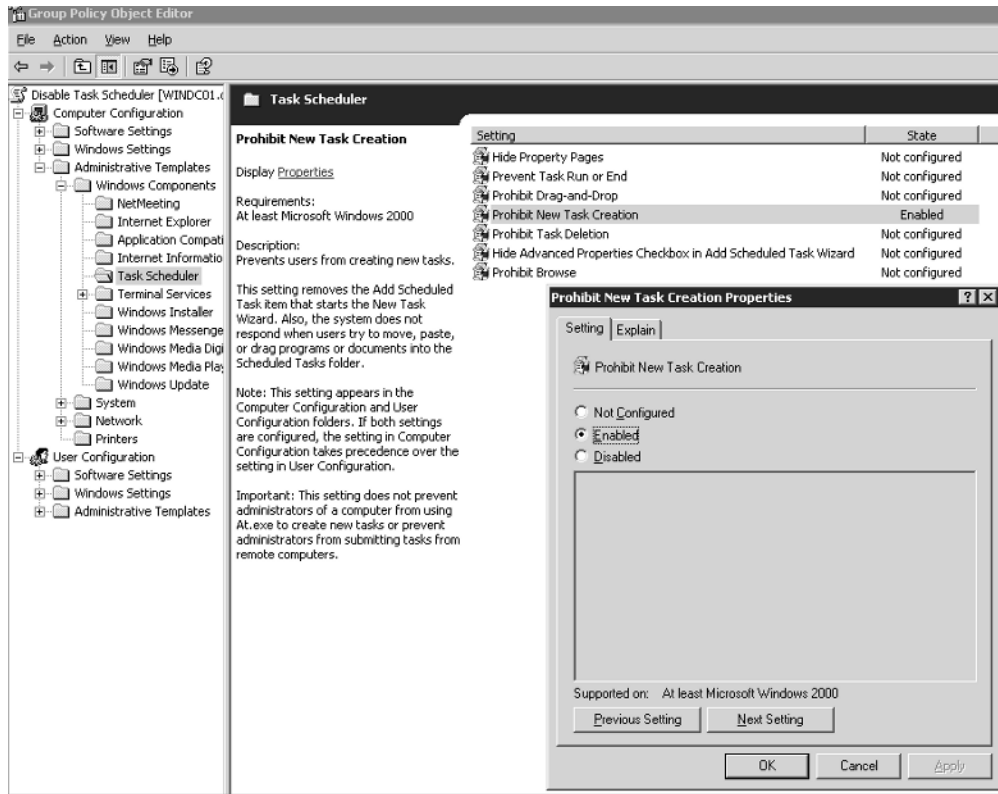 Group Policy Object Editor
File Action View Help
Disable Task Scheduler [WINDC01.
Computer Configuration
Software Settings
Windows Settings
Administrative Templates
Windows Components
NetMeeting
Internet Explorer
Application Compati
Internet Informatio
Task Scheduler
Terminal Services
Windows Installer
Windows Messenge
Windows Media Digi
Windows Media Play
Windows Update
System
Network
Printers
User Configuration
Software Settings
Windows Settings
Administrative Templates
Task Scheduler
Prohibit New Task Creation
Display Properties
Requirements:
At least Microsoft Windows 2000
Description:
Prevents users from creating new tasks.
This setting removes the Add Scheduled
Task item that starts the New Task
Wizard. Also, the system does not
respond when users try to move, paste,
or drag programs or documents into the
Scheduled Tasks folder.
Note: This setting appears in the
Computer Configuration and User
Configuration folders. If both settings
are configured, the setting in Computer
Configuration takes precedence over the
setting in User Configuration.
Important: This setting does not prevent
administrators of a computer from using
At.exe to create new tasks or prevent
administrators from submitting tasks from
remote computers.
Setting State
Hide Property Pages Not configured
Prevent Task Run or End Not configured
Prohibit Drag-and-Drop Not configured
Prohibit New Task Creation Enabled
Prohibit Task Deletion Not configured
Hide Advanced Properties Checkbox in Add Scheduled Task Wizard Not configured
Prohibit Browse Not configured
Prohibit New Task Creation Properties
Setting Explain
Prohibit New Task Creation
Not Configured
Enabled
Disabled
Supported on: At least Microsoft Windows 2000
Previous Setting Next Setting
OK Cancel Apply